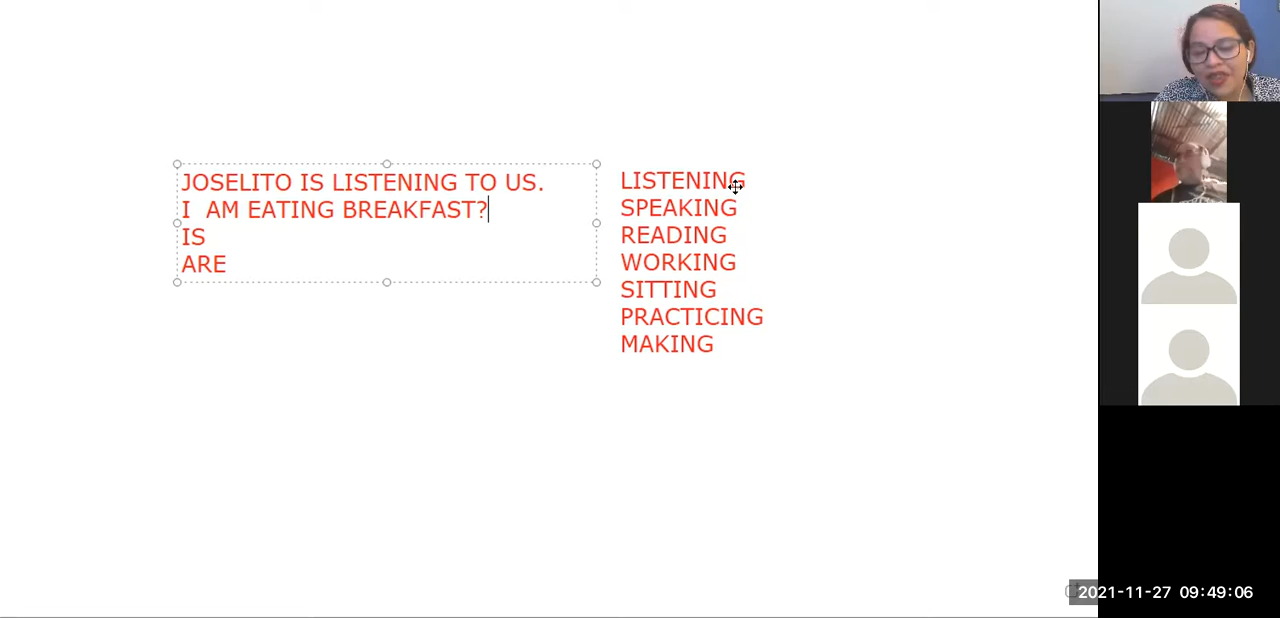 JOSELITO IS LISTENING TO US.
I  AM EATING BREAKFAST?
IS
ARE
LISTENING
SPEAKING
READING
WORKING
SITTING
PRACTICING
MAKING
2021-11-27 09:49:06